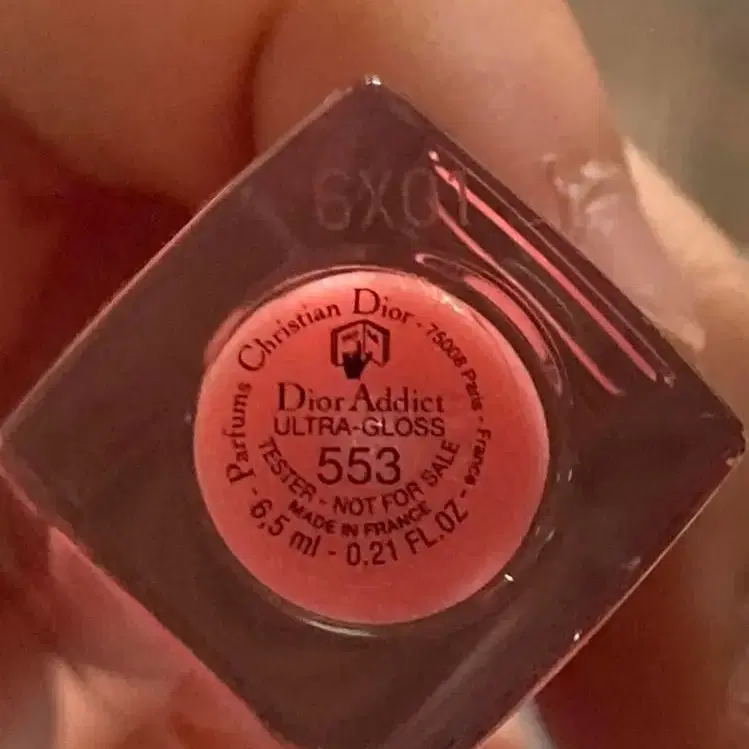 6X01
Parfums Christian Dior - 75008 Paris - France
Dior Addict
ULTRA-GLOSS
553
TESTER - NOT FOR SALE
MADE IN FRANCE
- 6,5 ml - 0.21 FL.OZ -